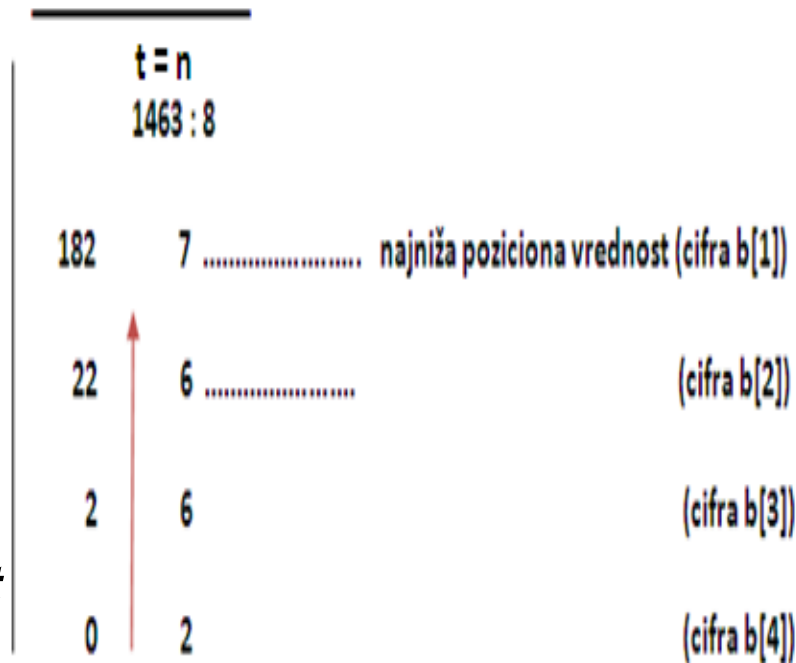 t = n
1463 : 8
182 7 ........................ najniža poziciona vrednost (cifra b[1])
22 6 ........................ (cifra b[2])
2 6 (cifra b[3])
0 2 (cifra b[4])